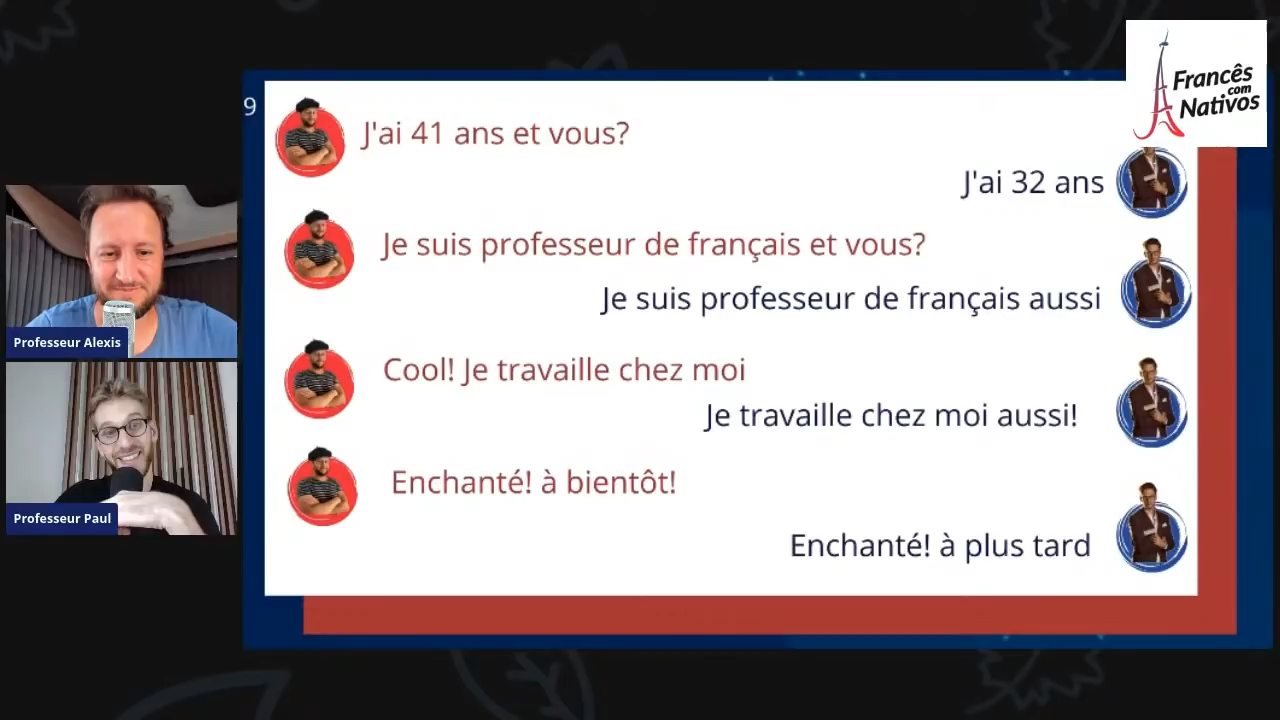 9
Francês
com
Nativos
J'ai 41 ans et vous?
J'ai 32 ans
Je suis professeur de français et vous?
Je suis professeur de français aussi
Cool! Je travaille chez moi
Je travaille chez moi aussi!
Enchanté! à bientôt!
Enchanté! à plus tard
Professeur Alexis
Professeur Paul